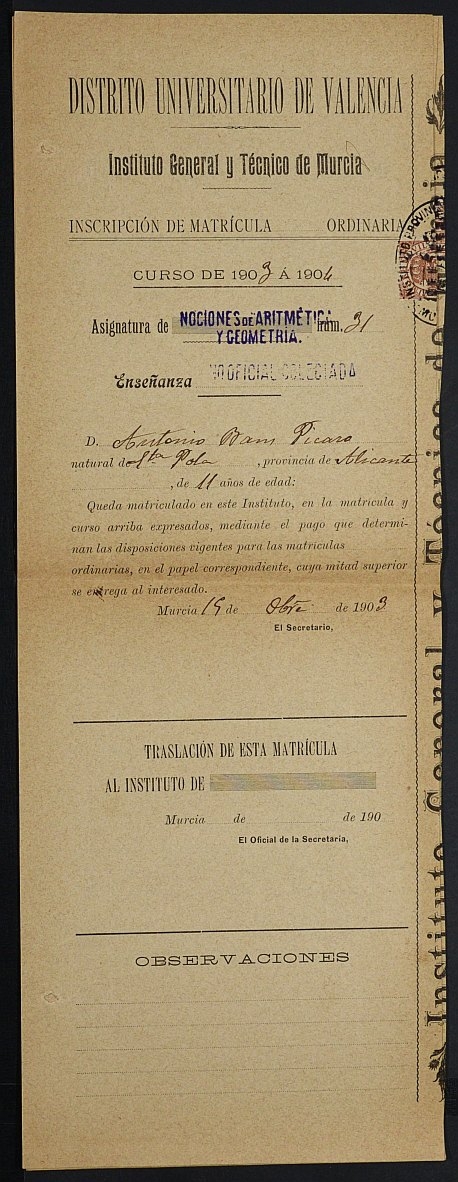 DISTRITO UNIVERSITARIO DE VALENCIA
Instituto General y Técnico de Murcia
INSCRIPCIÓN DE MATRÍCULA ORDINARIA
CURSO DE 1903 Á 1904
Asignatura de NOCIONES DE ARITMÉTICA Y GEOMETRIA. núm. 31
Enseñanza NO OFICIAL COLEGIADA
D. Antonio Bam Picaro
natural de Sta Pola, provincia de Alicante
, de 11 años de edad:
Queda matriculado en este Instituto, en la matrícula y
curso arriba expresados, mediante el pago que determi-
nan las disposiciones vigentes para las matrículas
ordinarias, en el papel correspondiente, cuya mitad superior
se entrega al interesado.
Murcia 15 de Obre de 1903
El Secretario,
TRASLACIÓN DE ESTA MATRÍCULA
AL INSTITUTO DE
Murcia de de 190
El Oficial de la Secretaria,
OBSERVACIONES
Instituto General y Técnico de